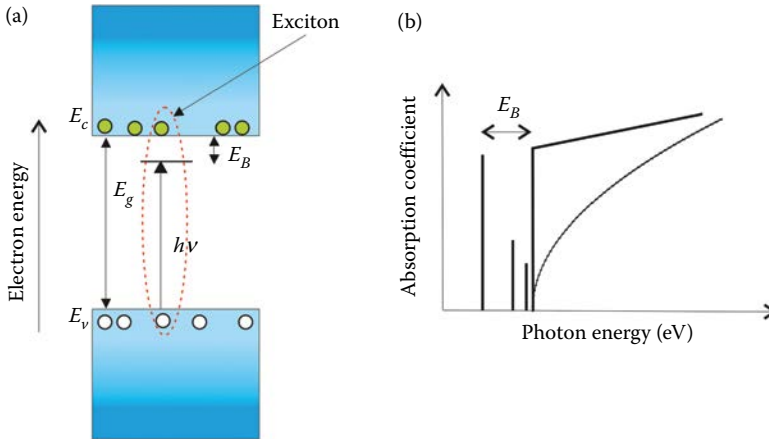 (a)
Exciton
E_c
E_B
E_g
hν
E_v
Electron energy
(b)
E_B
Absorption coefficient
Photon energy (eV)